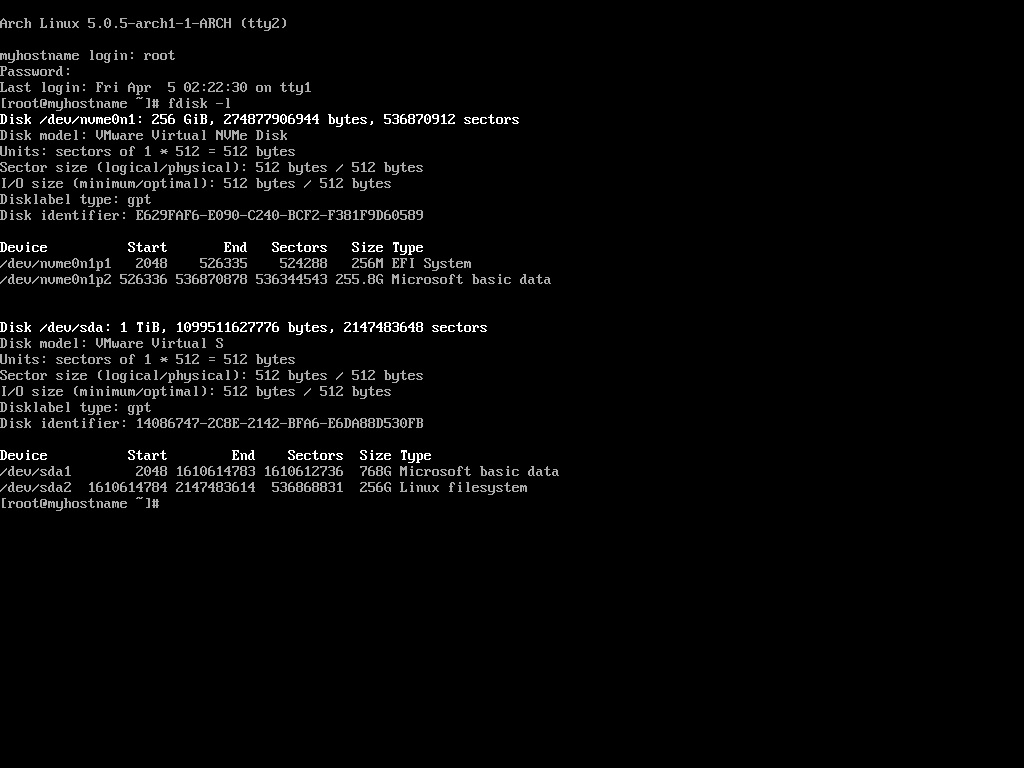 Arch Linux 5.0.5-arch1-1-ARCH (tty2)
myhostname login: root
Password:
Last login: Fri Apr  5 02:22:30 on tty1
[root@myhostname ~]# fdisk -l
Disk /dev/nvme0n1: 256 GiB, 274877906944 bytes, 536870912 sectors
Disk model: VMware Virtual NVMe Disk
Units: sectors of 1 * 512 = 512 bytes
Sector size (logical/physical): 512 bytes / 512 bytes
I/O size (minimum/optimal): 512 bytes / 512 bytes
Disklabel type: gpt
Disk identifier: E629FAF6-E090-C240-BCF2-F381F9D60589
Device          Start       End   Sectors   Size Type
/dev/nvme0n1p1   2048    526335    524288   256M EFI System
/dev/nvme0n1p2 526336 536870878 536344543 255.8G Microsoft basic data
Disk /dev/sda: 1 TiB, 1099511627776 bytes, 2147483648 sectors
Disk model: VMware Virtual S
Units: sectors of 1 * 512 = 512 bytes
Sector size (logical/physical): 512 bytes / 512 bytes
I/O size (minimum/optimal): 512 bytes / 512 bytes
Disklabel type: gpt
Disk identifier: 14086747-2C8E-2142-BFA6-E6DA88D530FB
Device          Start        End    Sectors  Size Type
/dev/sda1        2048 1610614783 1610612736  768G Microsoft basic data
/dev/sda2  1610614784 2147483614  536868831  256G Linux filesystem
[root@myhostname ~]#